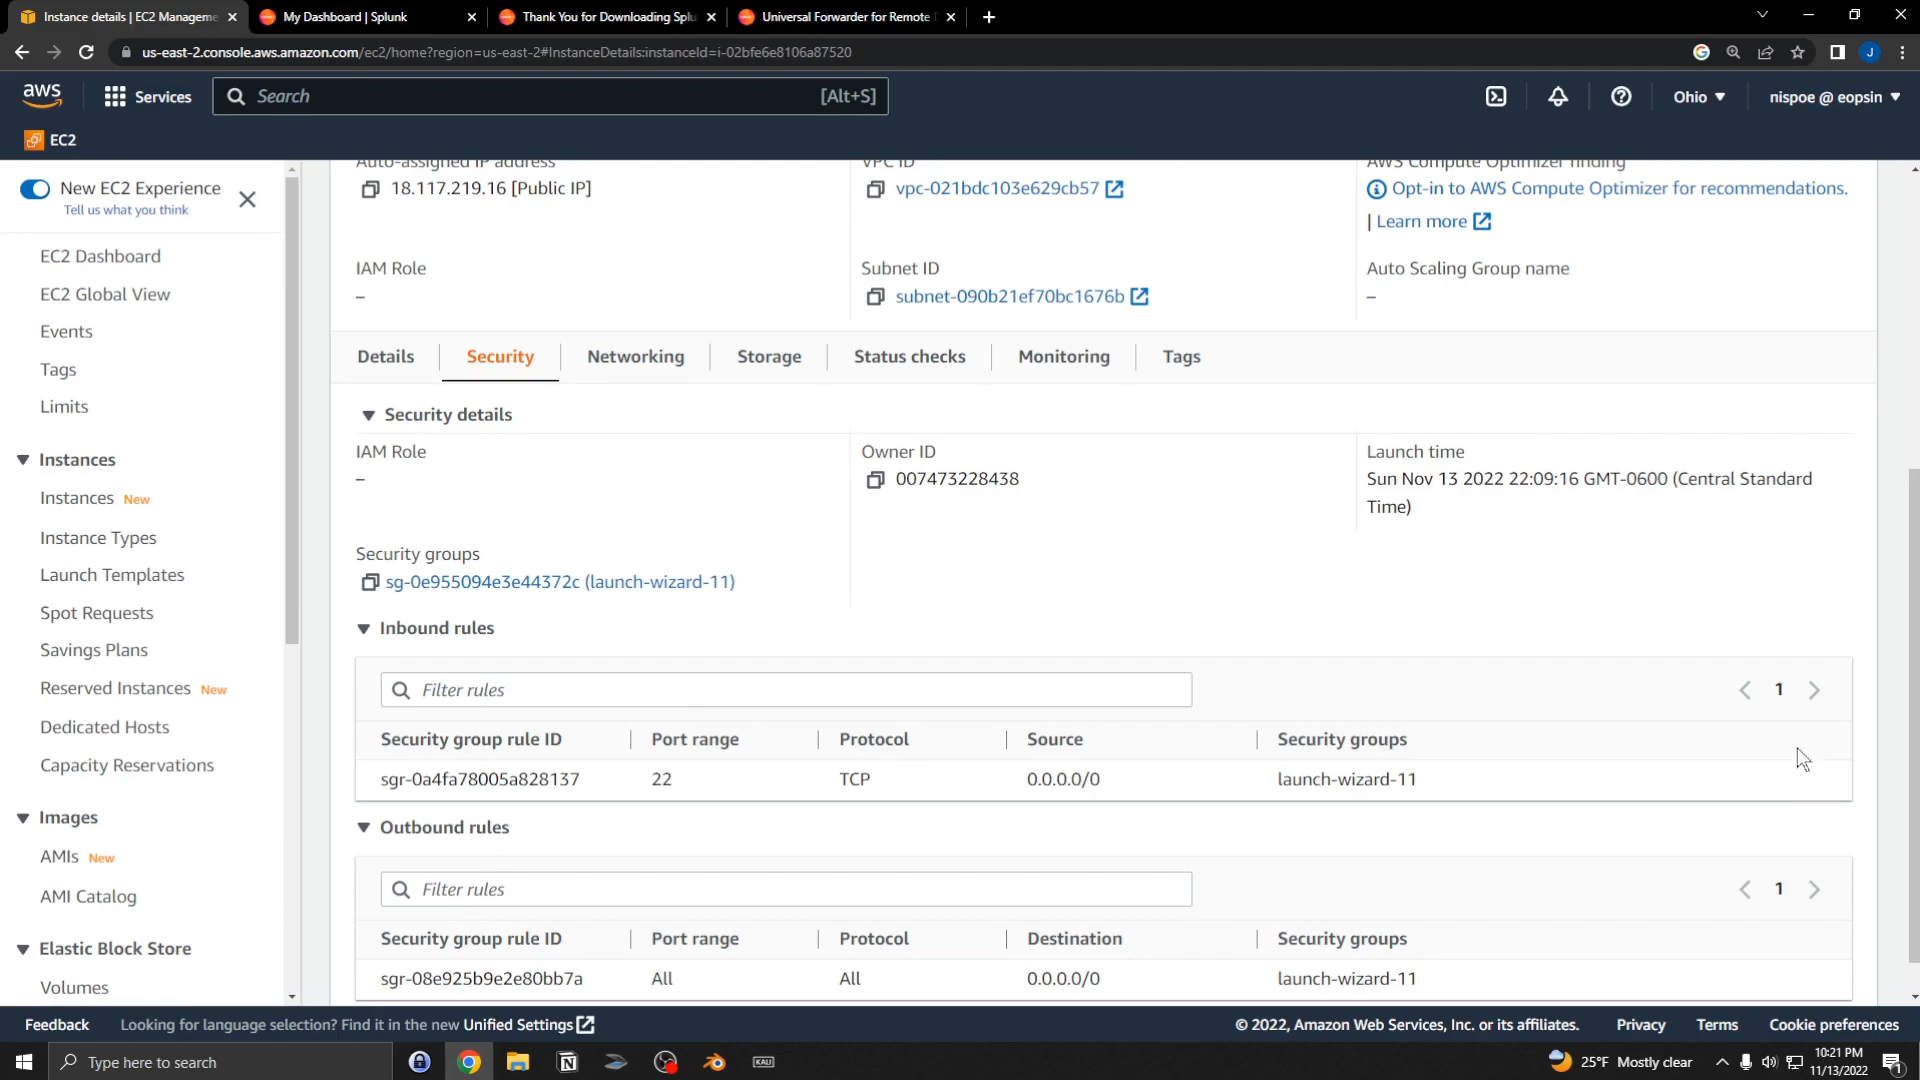 Instance details | EC2 Manageme
My Dashboard | Splunk
Thank You for Downloading Splu
Universal Forwarder for Remote
us-east-2.console.aws.amazon.com/ec2/home?region=us-east-2#InstanceDetails:instanceId=i-02bfe6e8106a87520
J
aws
Services
Search
[Alt+S]
Ohio
nispoe @ eopsin
EC2
New EC2 Experience
Tell us what you think
EC2 Dashboard
EC2 Global View
Events
Tags
Limits
Instances
Instances New
Instance Types
Launch Templates
Spot Requests
Savings Plans
Reserved Instances New
Dedicated Hosts
Capacity Reservations
Images
AMIs New
AMI Catalog
Elastic Block Store
Volumes
Auto-assigned IP address
18.117.219.16 [Public IP]
VPC ID
vpc-021bdc103e629cb57
AWS Compute Optimizer finding
Opt-in to AWS Compute Optimizer for recommendations.
| Learn more
IAM Role
–
Subnet ID
subnet-090b21ef70bc1676b
Auto Scaling Group name
–
Details
Security
Networking
Storage
Status checks
Monitoring
Tags
Security details
IAM Role
–
Owner ID
007473228438
Launch time
Sun Nov 13 2022 22:09:16 GMT-0600 (Central Standard
Time)
Security groups
sg-0e955094e3e44372c (launch-wizard-11)
Inbound rules
Filter rules
1
Security group rule ID
Port range
Protocol
Source
Security groups
sgr-0a4fa78005a828137
22
TCP
0.0.0.0/0
launch-wizard-11
Outbound rules
Filter rules
1
Security group rule ID
Port range
Protocol
Destination
Security groups
sgr-08e925b9e2e80bb7a
All
All
0.0.0.0/0
launch-wizard-11
Feedback
Looking for language selection? Find it in the new Unified Settings
© 2022, Amazon Web Services, Inc. or its affiliates.
Privacy
Terms
Cookie preferences
Type here to search
KALI
25°F Mostly clear
10:21 PM
11/13/2022
1